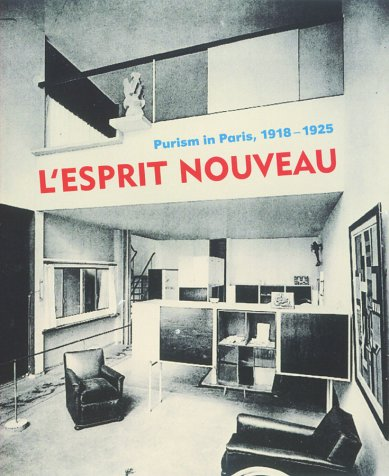 Purism in Paris, 1918–1925
L'ESPRIT NOUVEAU